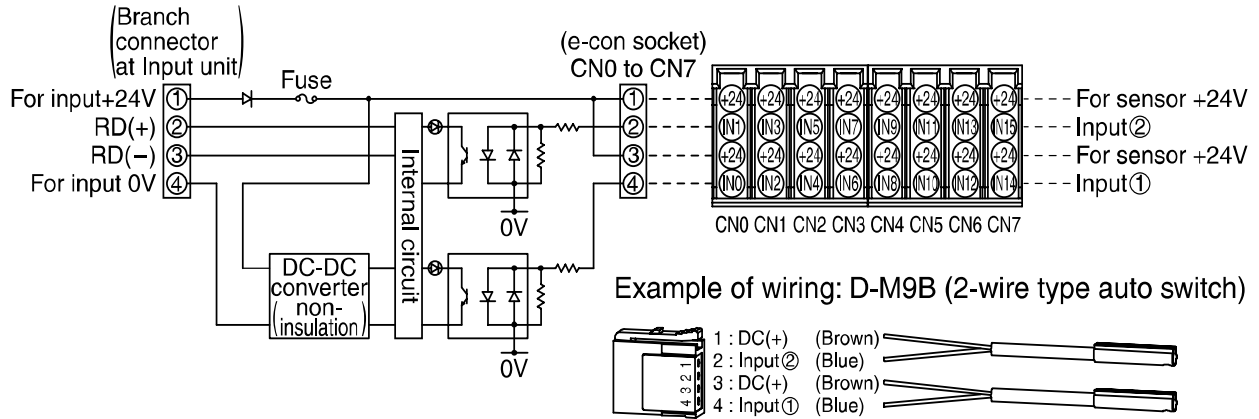 (Branch
connector
at Input unit)
Fuse
For input+24V ①
RD(+) ②
RD(−) ③
For input 0V ④
DC-DC
converter
(non-
insulation)
Internal circuit
0V
0V
(e-con socket)
CN0 to CN7
①
②
③
④
+24 +24 +24 +24 +24 +24 +24 +24
IN1 IN3 IN5 IN7 IN9 IN11 IN13 IN15
+24 +24 +24 +24 +24 +24 +24 +24
IN0 IN2 IN4 IN6 IN8 IN10 IN12 IN14
For sensor +24V
Input②
For sensor +24V
Input①
CN0 CN1 CN2 CN3 CN4 CN5 CN6 CN7
Example of wiring: D-M9B (2-wire type auto switch)
4 3 2 1
1 : DC(+) (Brown)
2 : Input② (Blue)
3 : DC(+) (Brown)
4 : Input① (Blue)